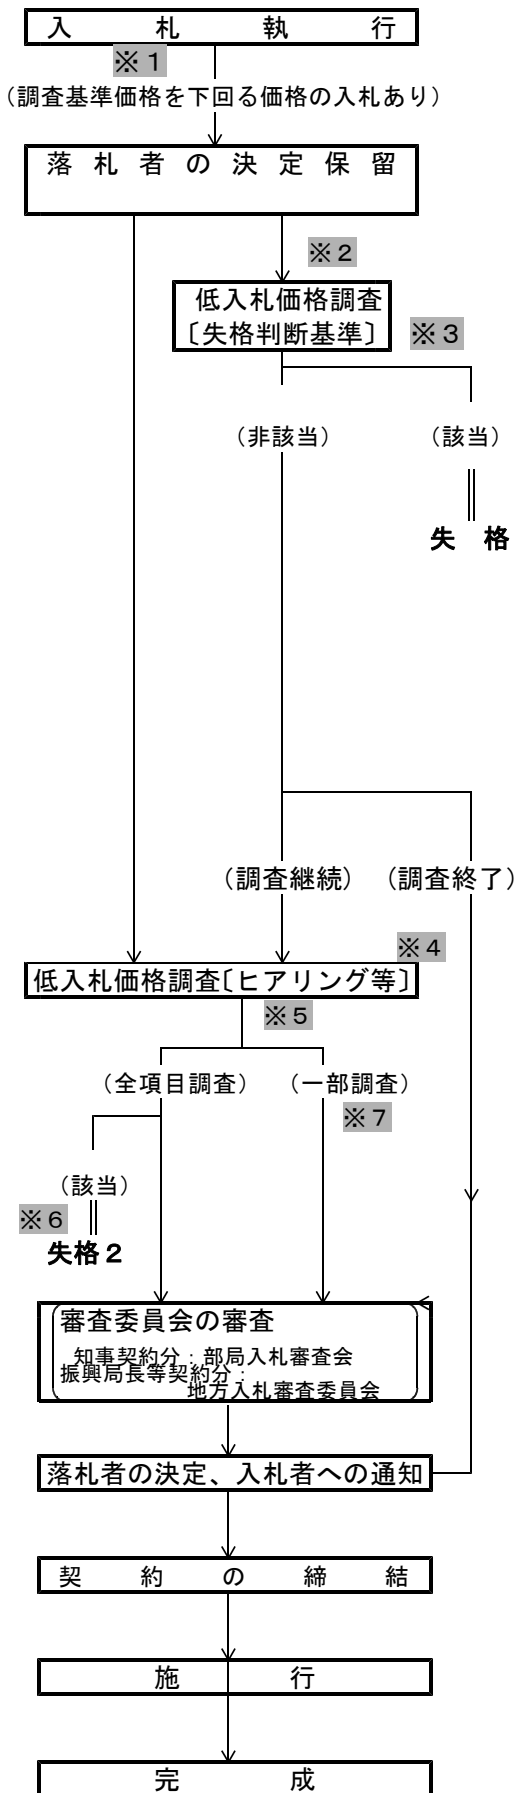 入札執行
※１
（調査基準価格を下回る価格の入札あり）
落札者の決定保留
※２
低入札価格調査
〔失格判断基準〕
※３
（非該当） （該当）
失 格
（調査継続） （調査終了）
※４
低入札価格調査〔ヒアリング等〕
※５
（全項目調査） （一部調査）
※７
（該当）
※６
失格２
審査委員会の審査
知事契約分：部局入札審査会
振興局長等契約分：
地方入札審査委員会
落札者の決定、入札者への通知
契約の締結
施行
完成